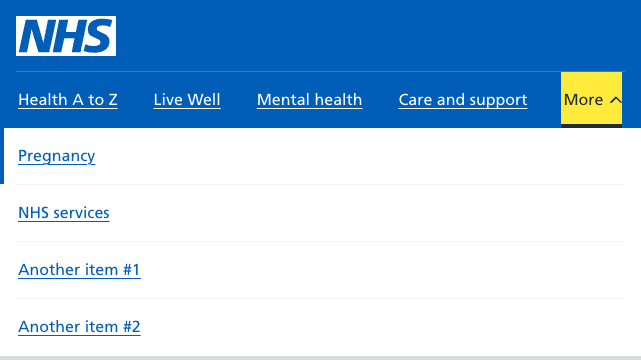 NHS
Health A to Z Live Well Mental health Care and support More
Pregnancy
NHS services
Another item #1
Another item #2